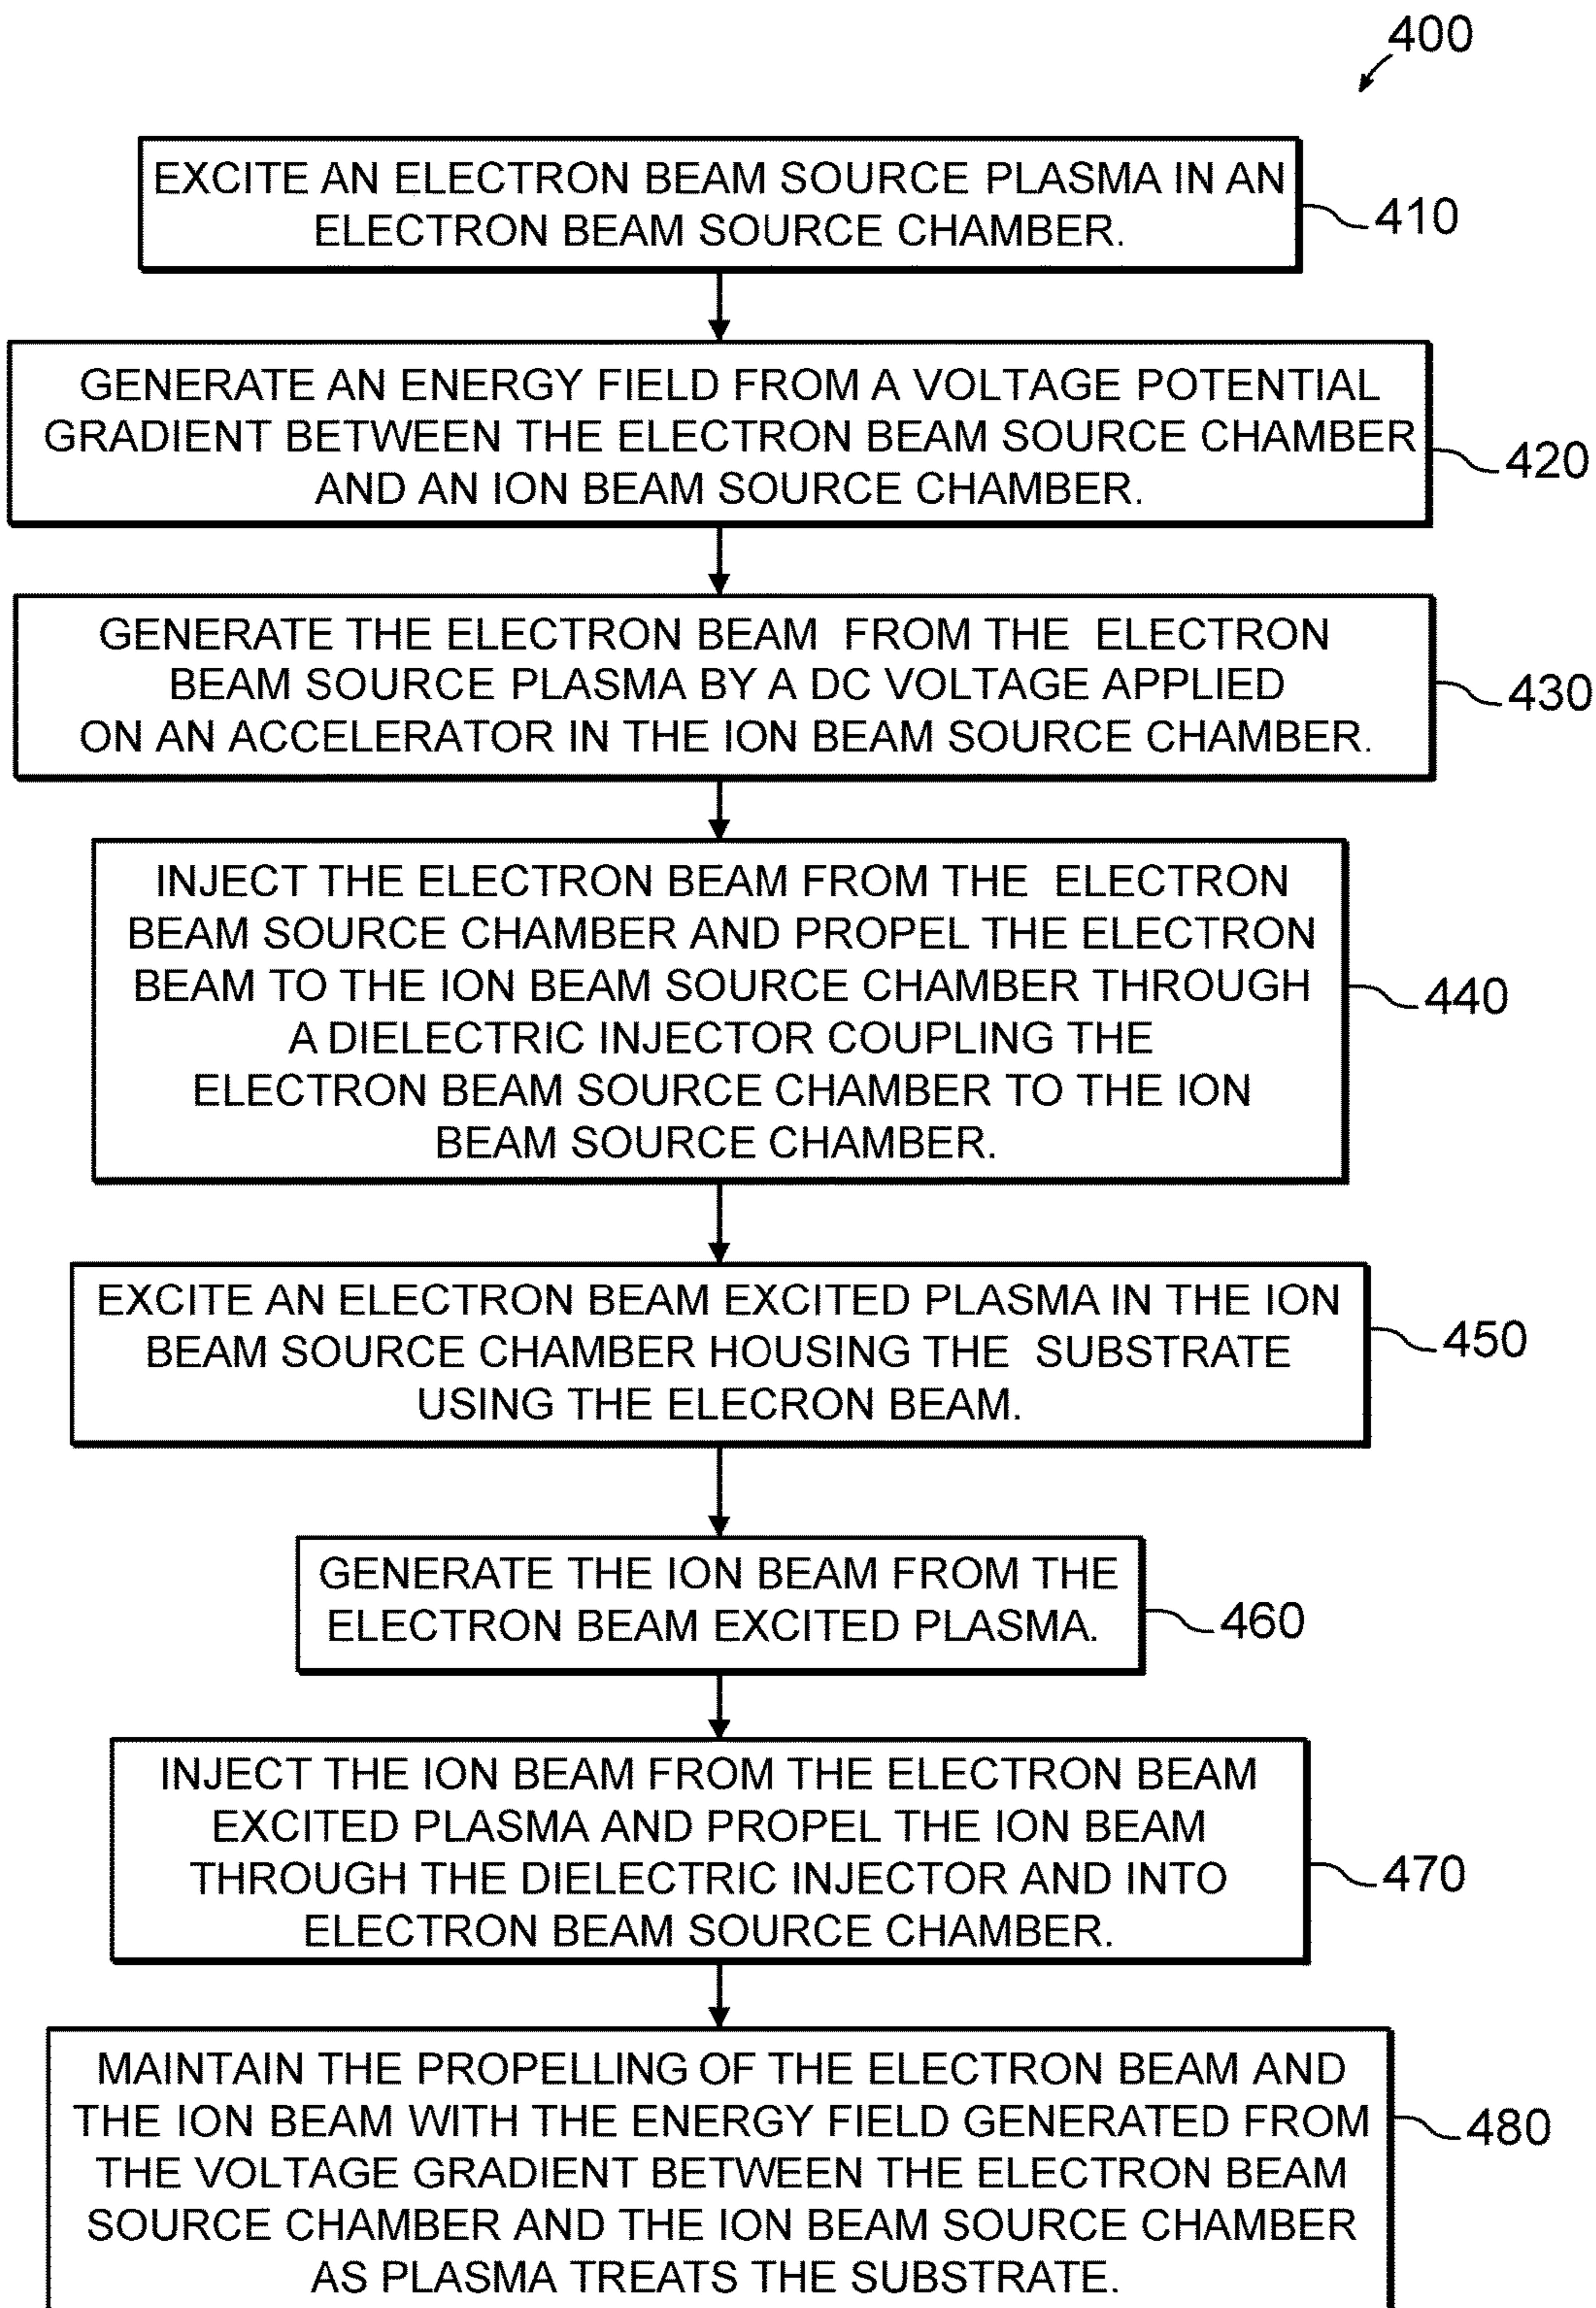 400
EXCITE AN ELECTRON BEAM SOURCE PLASMA IN AN
ELECTRON BEAM SOURCE CHAMBER.
410
GENERATE AN ENERGY FIELD FROM A VOLTAGE POTENTIAL
GRADIENT BETWEEN THE ELECTRON BEAM SOURCE CHAMBER
AND AN ION BEAM SOURCE CHAMBER.
420
GENERATE THE ELECTRON BEAM FROM THE ELECTRON
BEAM SOURCE PLASMA BY A DC VOLTAGE APPLIED
ON AN ACCELERATOR IN THE ION BEAM SOURCE CHAMBER.
430
INJECT THE ELECTRON BEAM FROM THE ELECTRON
BEAM SOURCE CHAMBER AND PROPEL THE ELECTRON
BEAM TO THE ION BEAM SOURCE CHAMBER THROUGH
A DIELECTRIC INJECTOR COUPLING THE
ELECTRON BEAM SOURCE CHAMBER TO THE ION
BEAM SOURCE CHAMBER.
440
EXCITE AN ELECTRON BEAM EXCITED PLASMA IN THE ION
BEAM SOURCE CHAMBER HOUSING THE SUBSTRATE
USING THE ELECRON BEAM.
450
GENERATE THE ION BEAM FROM THE
ELECTRON BEAM EXCITED PLASMA.
460
INJECT THE ION BEAM FROM THE ELECTRON BEAM
EXCITED PLASMA AND PROPEL THE ION BEAM
THROUGH THE DIELECTRIC INJECTOR AND INTO
ELECTRON BEAM SOURCE CHAMBER.
470
MAINTAIN THE PROPELLING OF THE ELECTRON BEAM AND
THE ION BEAM WITH THE ENERGY FIELD GENERATED FROM
THE VOLTAGE GRADIENT BETWEEN THE ELECTRON BEAM
SOURCE CHAMBER AND THE ION BEAM SOURCE CHAMBER
AS PLASMA TREATS THE SUBSTRATE.
480